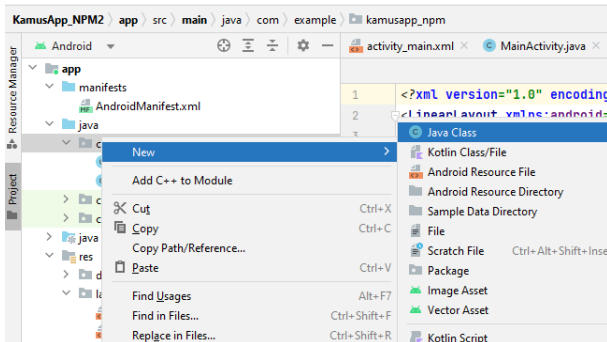 KamusApp_NPM2 app src main java com example kamusapp_npm
Android
activity_main.xml
MainActivity.java
Resource Manager
Project
app
manifests
AndroidManifest.xml
java
java
res
1 <?xml version="1.0" encoding
2 <LinearLayout xmlns:android=
3
New
Add C++ to Module
Cut Ctrl+X
Copy Ctrl+C
Copy Path/Reference...
Paste Ctrl+V
Find Usages Alt+F7
Find in Files... Ctrl+Shift+F
Replace in Files... Ctrl+Shift+R
Java Class
Kotlin Class/File
Android Resource File
Android Resource Directory
Sample Data Directory
File
Scratch File Ctrl+Alt+Shift+Inse
Package
Image Asset
Vector Asset
Kotlin Script